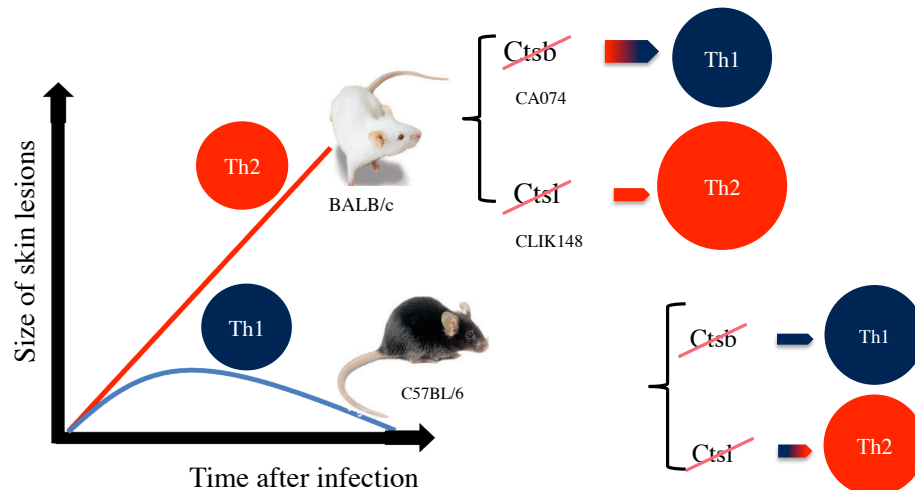 Ctsb
Th1
CA074
Th2
Ctsl
Th2
BALB/c
CLIK148
Size of skin lesions
Th1
Ctsb
Th1
C57BL/6
Ctsl
Th2
Time after infection